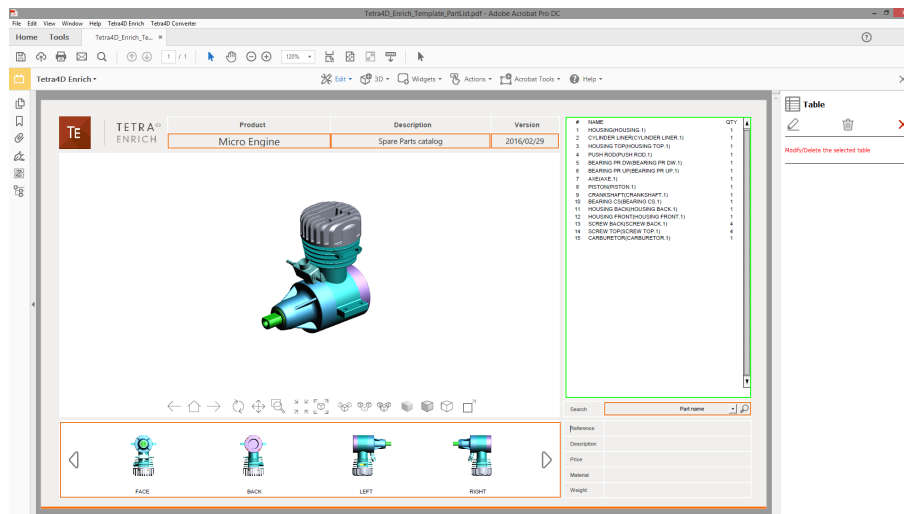 Tetra4D_Enrich_Template_PartList.pdf - Adobe Acrobat Pro DC
File Edit View Window Help Tetra4D Enrich Tetra4D Converter
Home Tools Tetra4D_Enrich_Te... ×
1 / 1 120%
Tetra4D Enrich Edit 3D Widgets Actions Acrobat Tools Help
TE TETRA4D ENRICH
Product Description Version
Micro Engine Spare Parts catalog 2016/02/29
# NAME QTY
1 HOUSING(HOUSING.1) 1
2 CYLINDER LINER(CYLINDER LINER.1) 1
3 HOUSING TOP(HOUSING TOP.1) 1
4 PUSH ROD(PUSH ROD.1) 1
5 BEARING PR DW(BEARING PR DW.1) 1
6 BEARING PR UP(BEARING PR UP.1) 1
7 AXE(AXE.1) 1
8 PISTON(PISTON.1) 1
9 CRANKSHAFT(CRANKSHAFT.1) 1
10 BEARING CS(BEARING CS.1) 1
11 HOUSING BACK(HOUSING BACK.1) 1
12 HOUSING FRONT(HOUSING FRONT.1) 1
13 SCREW BACK(SCREW BACK.1) 4
14 SCREW TOP(SCREW TOP.1) 4
15 CARBURETOR(CARBURETOR.1) 1
Search Part name
Reference
Description
Price
Material
Weight
FACE BACK LEFT RIGHT
Table
Modify/Delete the selected table